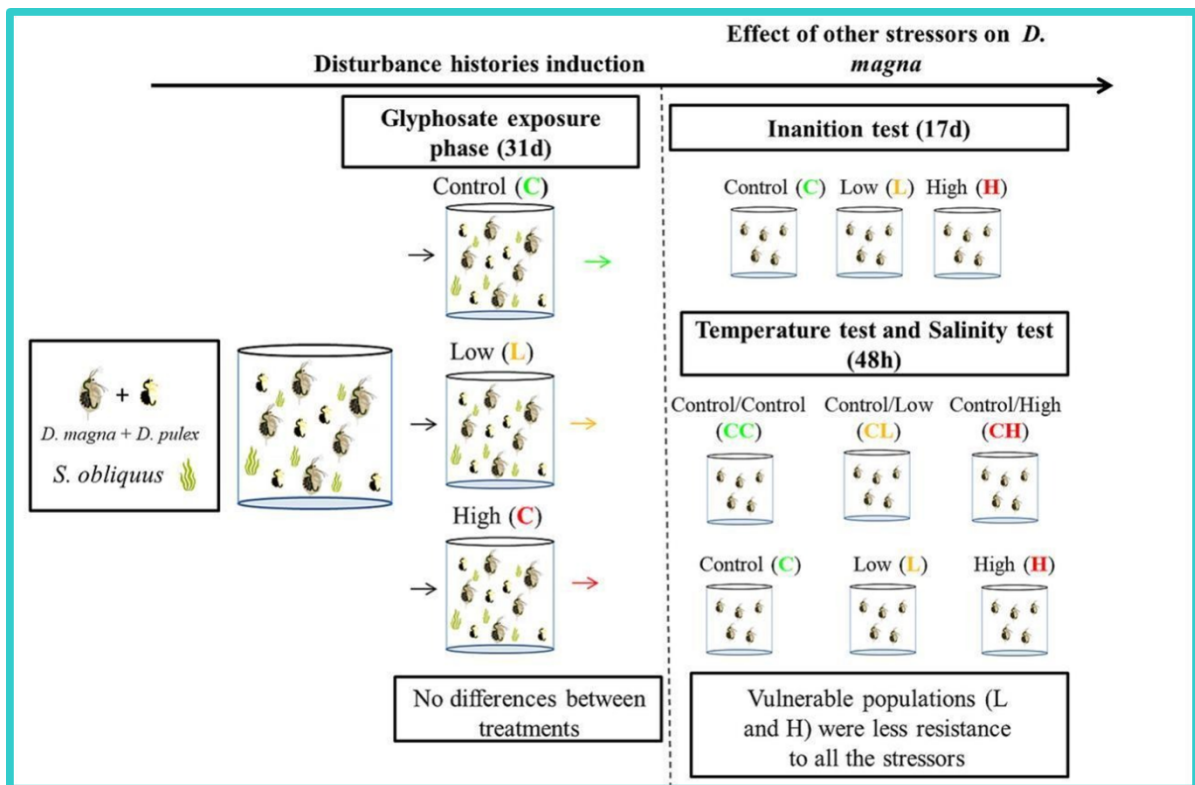 Effect of other stressors on D.
magna
Disturbance histories induction
Glyphosate exposure
phase (31d)
Control (C)
Low (L)
High (C)
D. magna + D. pulex
S. obliquus
No differences between
treatments
Inanition test (17d)
Control (C) Low (L) High (H)
Temperature test and Salinity test
(48h)
Control/Control Control/Low Control/High
(CC) (CL) (CH)
Control (C) Low (L) High (H)
Vulnerable populations (L
and H) were less resistance
to all the stressors